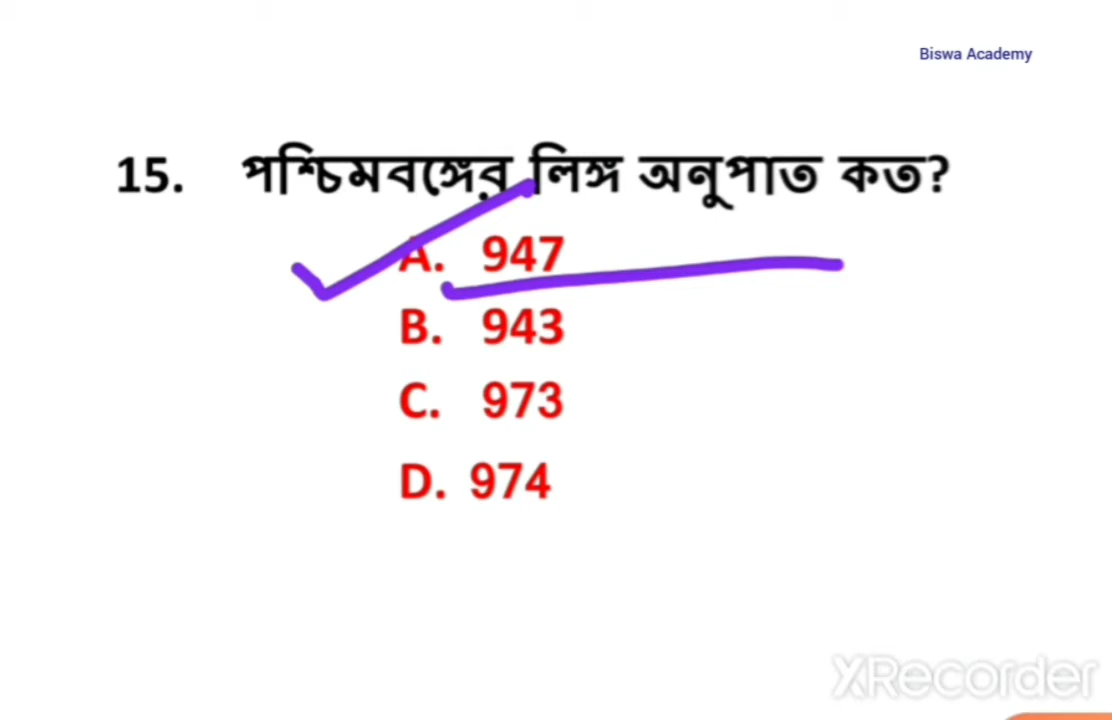 Biswa Academy
15. পশ্চিমবঙ্গের লিঙ্গ অনুপাত কত?
A. 947
B. 943
C. 973
D. 974
XRecorder